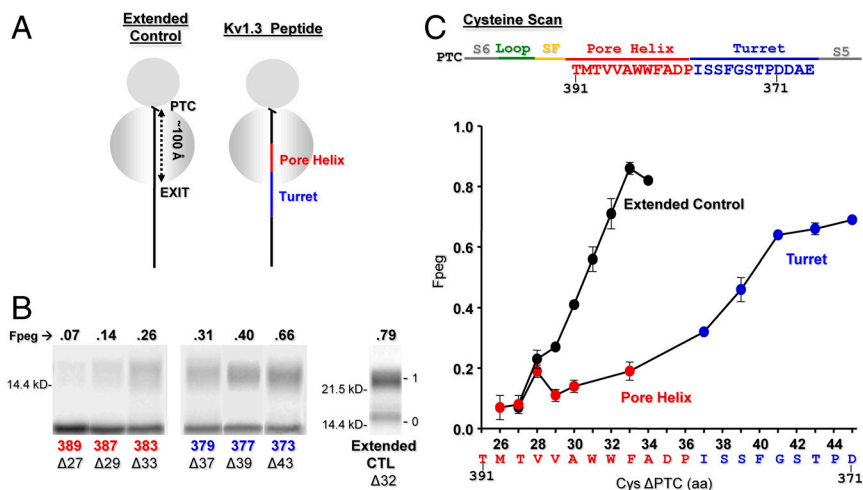 A
Extended
Control
Kv1.3 Peptide
PTC
~100 Å
EXIT
Pore Helix
Turret
B
Fpeg → .07 .14 .26 .31 .40 .66 .79
14.4 kD-
21.5 kD-
14.4 kD-
- 1
- 0
389 387 383 379 377 373 Extended
CTL
Δ27 Δ29 Δ33 Δ37 Δ39 Δ43 Δ32
C
Cysteine Scan
PTC S6 Loop SF Pore Helix Turret S5
TMTVVAWWFADPISSFGSTPDDAE
391 371
1.0
0.8
0.6
0.4
0.2
0.0
Fpeg
Extended Control
Turret
Pore Helix
26 28 30 32 34 36 38 40 42 44
T M T V V A W W F A D P I S S F G S T P D
391 Cys ΔPTC (aa) 371